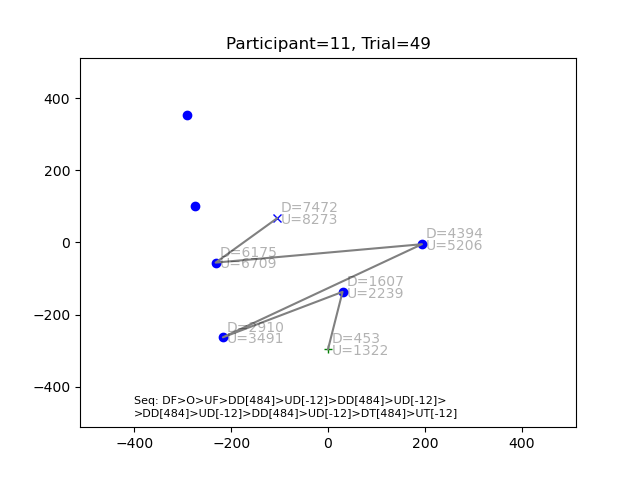 Participant=11, Trial=49
400
200
0
−200
−400
D=7472
U=8273
D=4394
U=5206
D=6175
U=6709
D=1607
U=2239
D=2910
U=3491
D=453
U=1322
Seq: DF>O>UF>DD[484]>UD[-12]>DD[484]>UD[-12]>
>DD[484]>UD[-12]>DD[484]>UD[-12]>DT[484]>UT[-12]
−400 −200 0 200 400